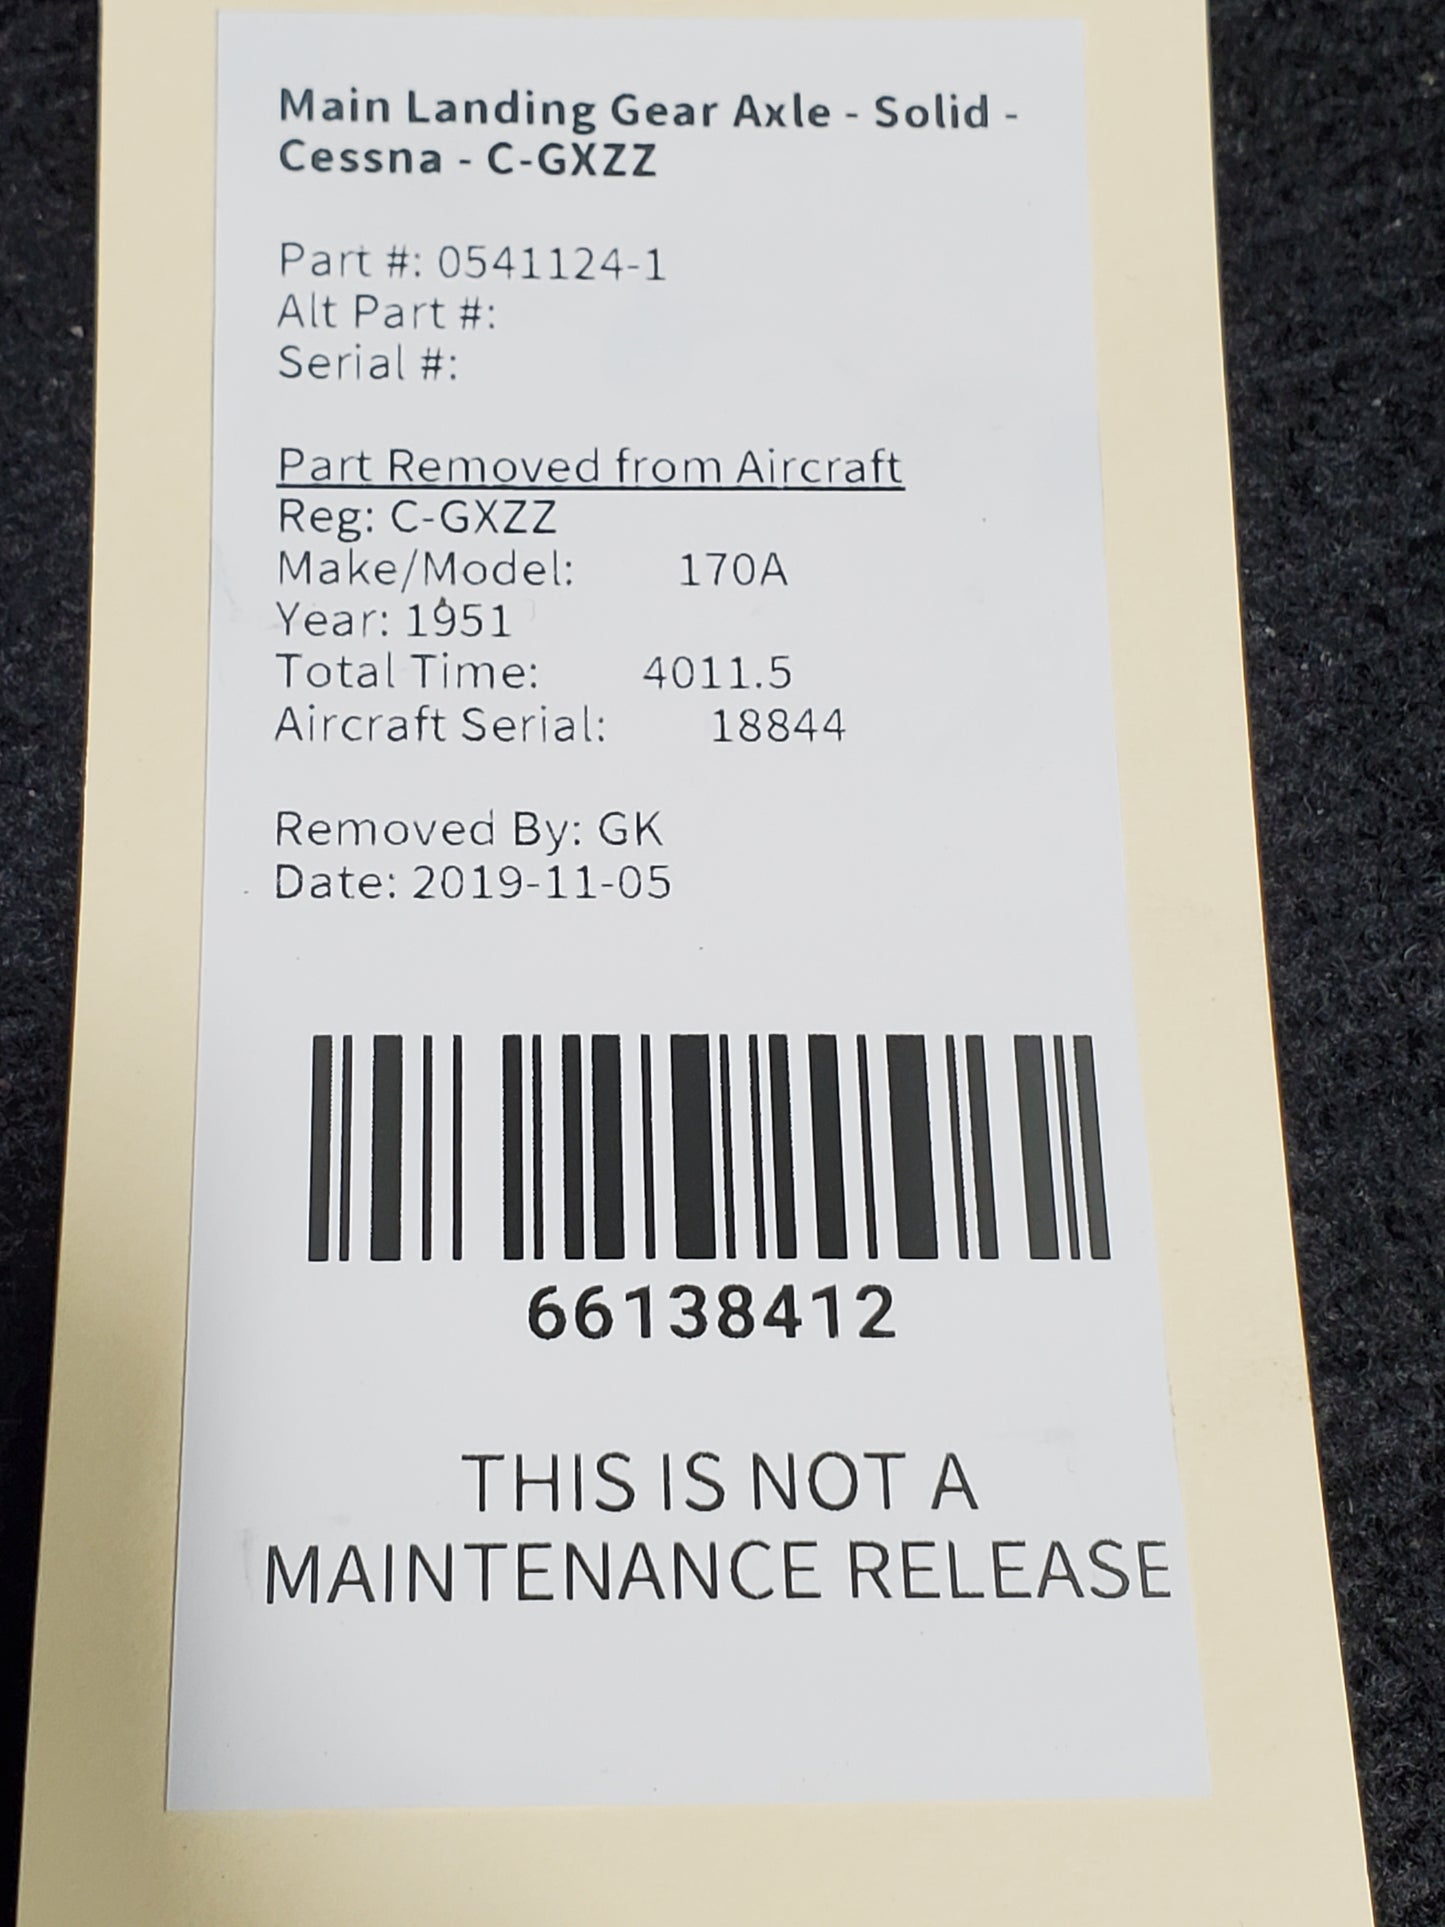 Main Landing Gear Axle - Solid -
Cessna - C-GXZZ
Part #: 0541124-1
Alt Part #:
Serial #:
Part Removed from Aircraft
Reg: C-GXZZ
Make/Model: 170A
Year: 1951
Total Time: 4011.5
Aircraft Serial: 18844
Removed By: GK
Date: 2019-11-05
66138412
THIS IS NOT A
MAINTENANCE RELEASE